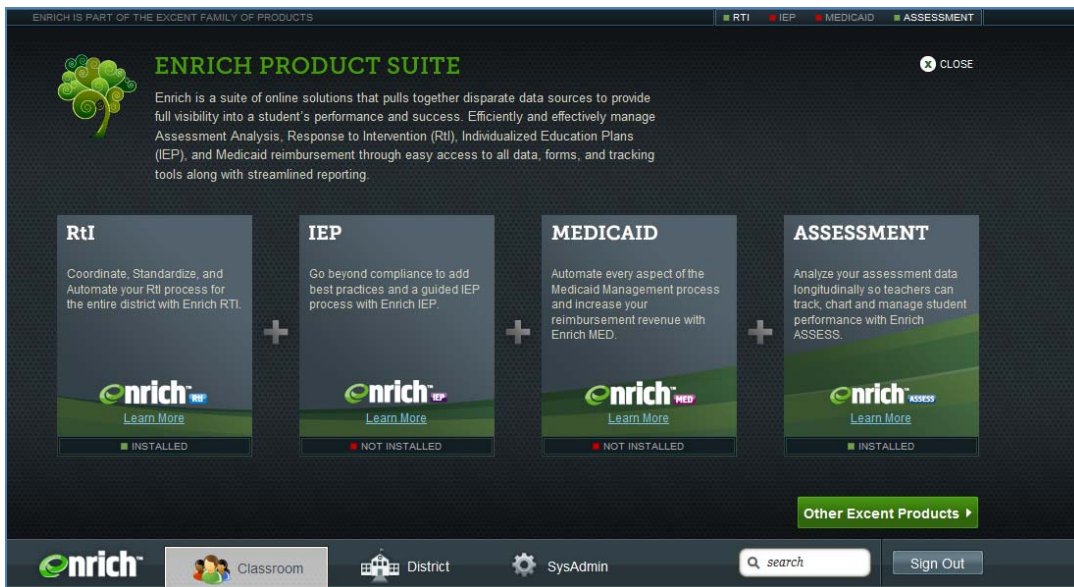 ENRICH IS PART OF THE EXCENT FAMILY OF PRODUCTS
RTI IEP MEDICAID ASSESSMENT
ENRICH PRODUCT SUITE
X CLOSE
Enrich is a suite of online solutions that pulls together disparate data sources to provide
full visibility into a student's performance and success. Efficiently and effectively manage
Assessment Analysis, Response to Intervention (RtI), Individualized Education Plans
(IEP), and Medicaid reimbursement through easy access to all data, forms, and tracking
tools along with streamlined reporting.
RtI
Coordinate, Standardize, and
Automate your RtI process for
the entire district with Enrich RTI.
enrich™ RtI
Learn More
INSTALLED
IEP
Go beyond compliance to add
best practices and a guided IEP
process with Enrich IEP.
enrich™ IEP
Learn More
NOT INSTALLED
MEDICAID
Automate every aspect of the
Medicaid Management process
and increase your
reimbursement revenue with
Enrich MED.
enrich™ MED
Learn More
NOT INSTALLED
ASSESSMENT
Analyze your assessment data
longitudinally so teachers can
track, chart and manage student
performance with Enrich
ASSESS.
enrich™ ASSESS
Learn More
INSTALLED
Other Excent Products
enrich™
Classroom
District
SysAdmin
search
Sign Out